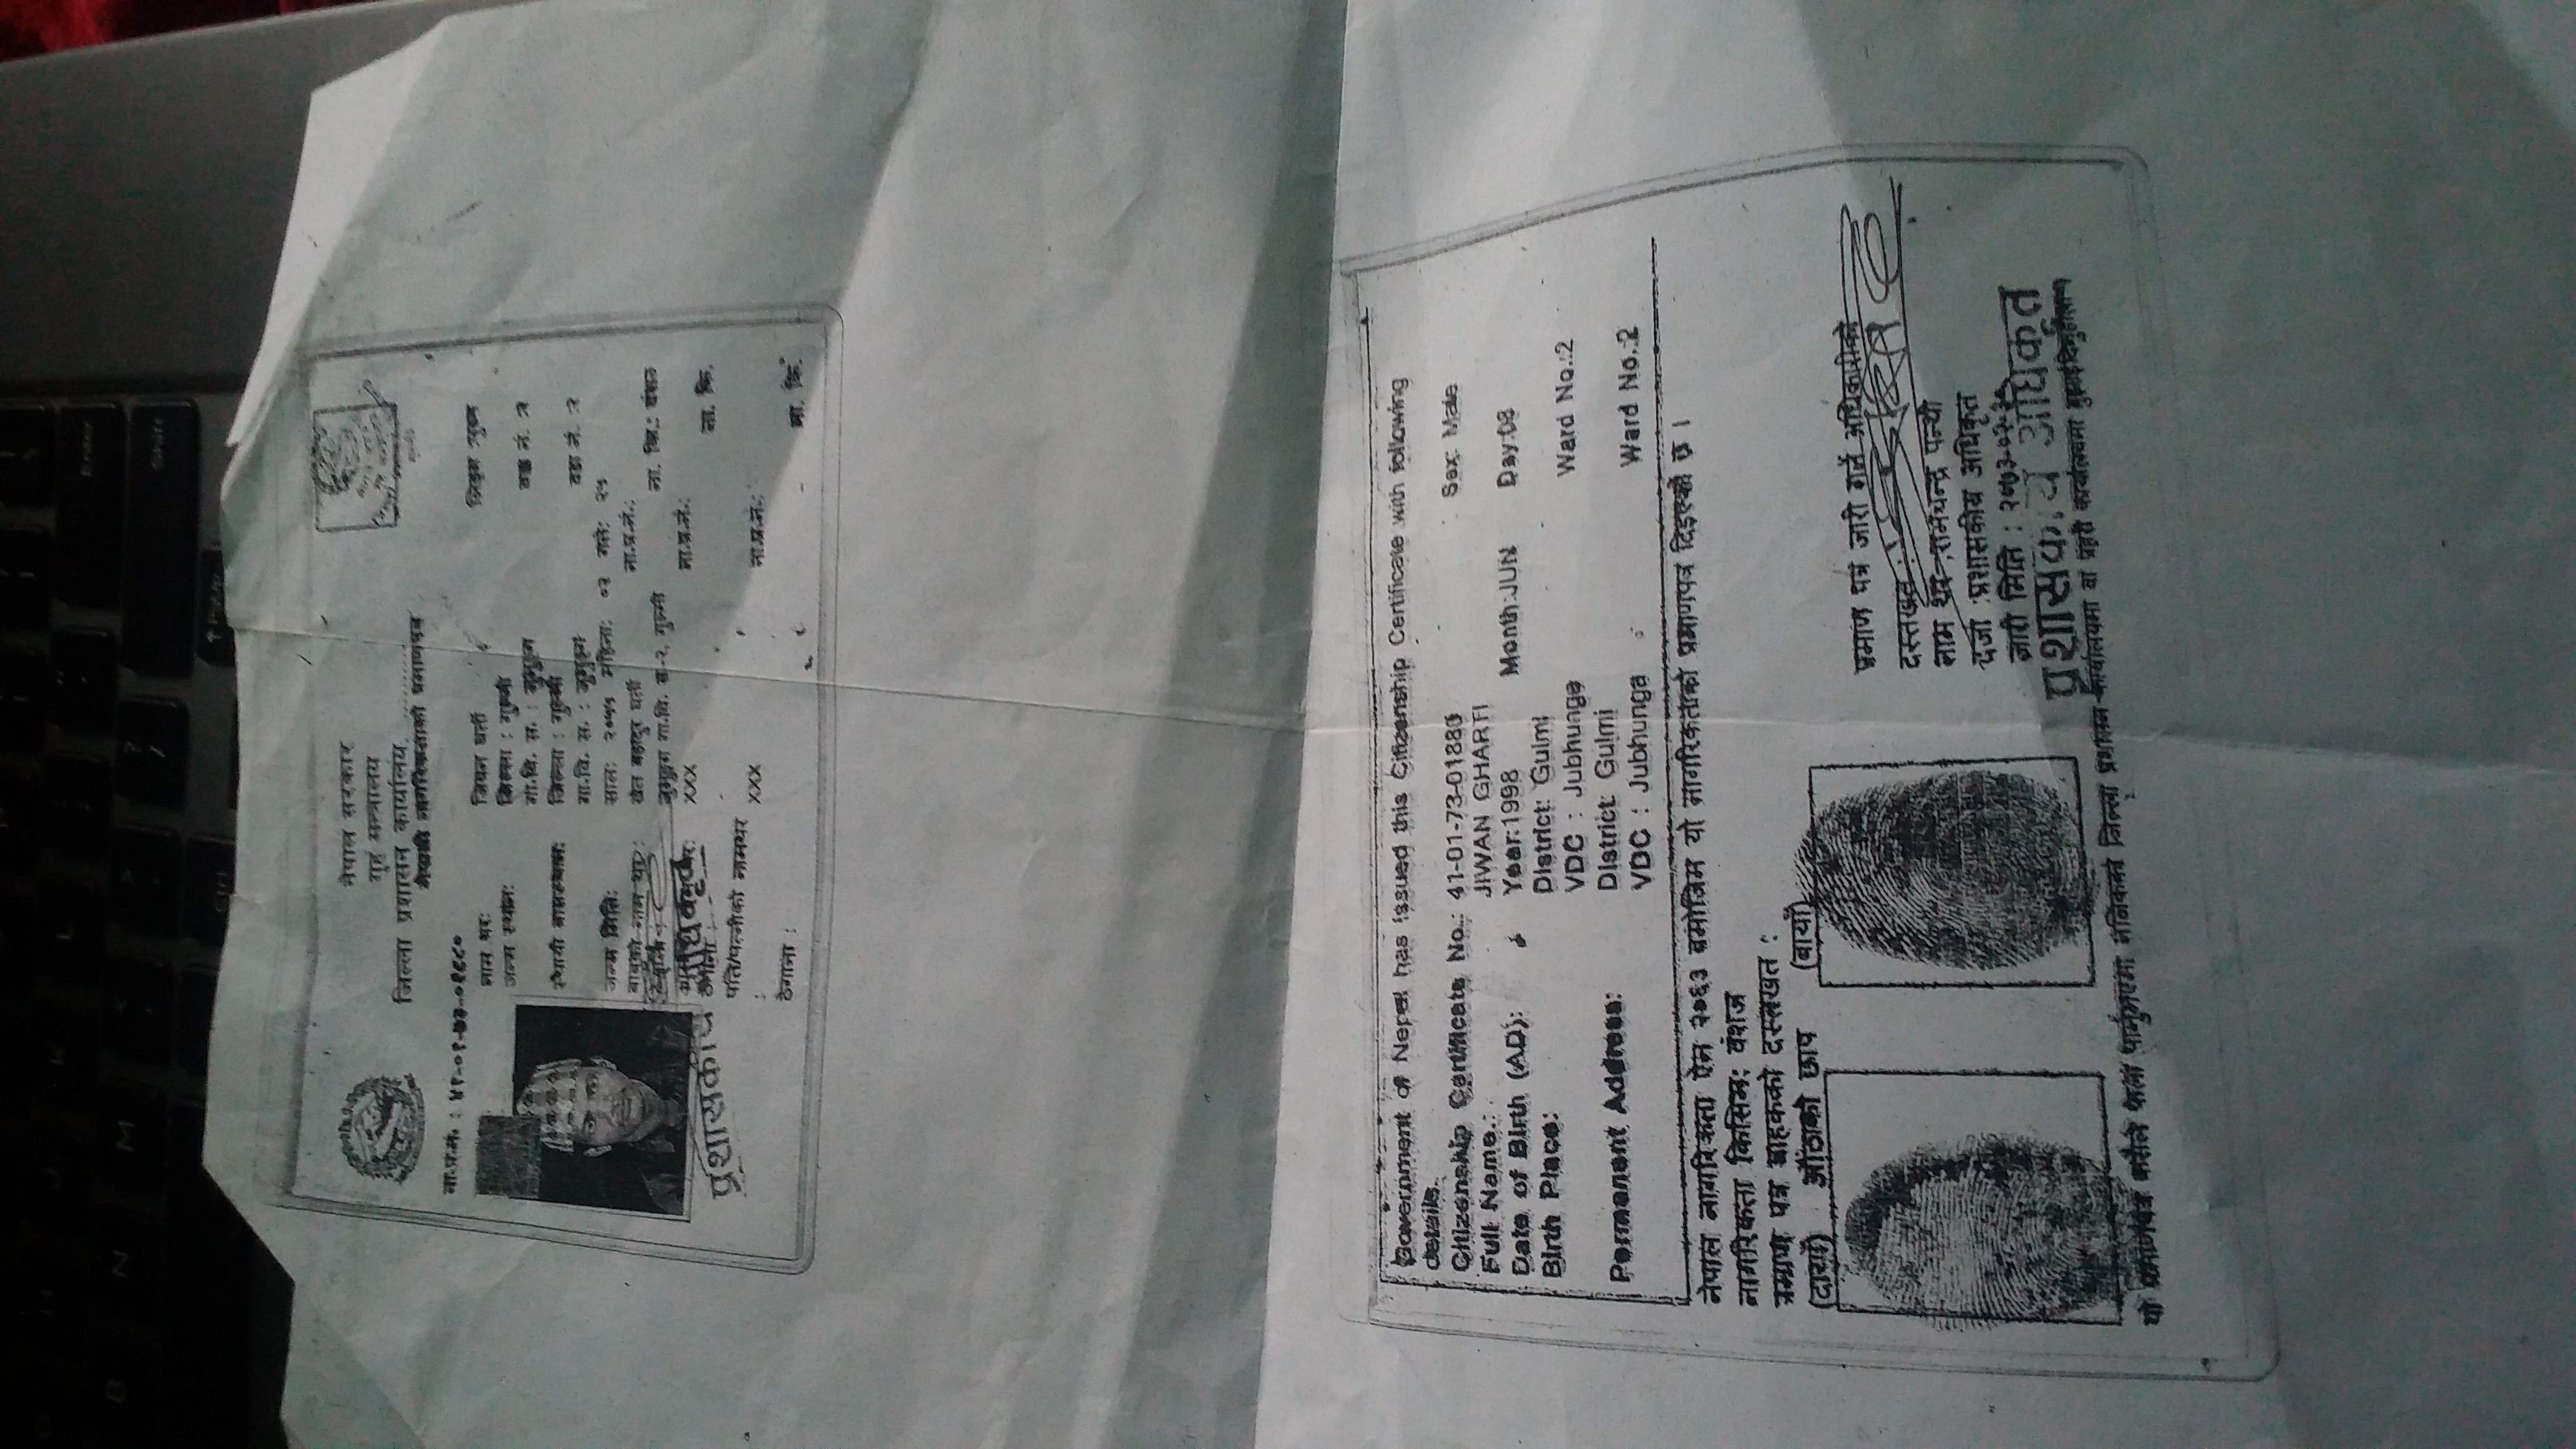 Enter
B N M < > ? /
Shift
Ctrl
नेपाल सरकार
गृह मन्त्रालय
जिल्ला प्रशासन कार्यालय, ..........
नेपाली नागरिकताको प्रमाणपत्र
ना.प्र.नं. : ४१-०१-७३-०१८८०
नाम थर: जिवन घर्ती लिङ्ग :पुरुष
जन्म स्थान: जिल्ला : गुल्मी
गा.वि. स. : जुभुङ्ग वडा नं. :२
स्थायी बासस्थान: जिल्ला : गुल्मी
गा.वि. स. : जुभुङ्ग वडा नं. :२
जन्म मिति: साल: २०५५ महिना: ०२ गते: २५
बाबुको नाम थर: खेत बहादुर घर्ती ना.प्र.नं.:
ठेगाना : जुभुङ्ग गा.वि. स.-२, गुल्मी ना. कि.: वंशज
XXX ना.प्र.नं.:
ठेगाना : ना. कि.
प्रशासकीय अधिकृत
पति/पत्नीको नामथर : XXX ना.प्र.नं.:
ठेगाना : ना. कि.
Government of Nepal has issued this Citizenship Certificate with following
details.
Citizenship Certificate No.: 41-01-73-01880 Sex: Male
Full Name.: JIWAN GHARTI
Date of Birth (AD): Year:1998 Month:JUN Day:08
Birth Place: District: Gulmi
VDC : Jubhunga Ward No.:2
Permanent Address: District: Gulmi
VDC : Jubhunga Ward No.:2
नेपाल नागरिकता ऐन २०६३ बमोजिम यो नागरिकताको प्रमाणपत्र दिइएको छ ।
नागरिकता किसिम: वंशज
प्रमाण पत्र ग्राहकको दस्तखत :
(दायाँ) औंठाको छाप (बायाँ)
प्रमाण पत्र जारी गर्ने अधिकारीको
दस्तखत :
नाम थर :रामचन्द्र पन्थी
दर्जा :प्रशासकीय अधिकृत
जारी मिति : २०७३-०२-३०
प्रशासकीय अधिकृत
यो प्रमाणपत्र कसैले फेला पार्नुभएमा नजिकको जिल्ला प्रशासन कार्यालयमा वा प्रहरी कार्यालयमा बुझाईदिनुहोला ।